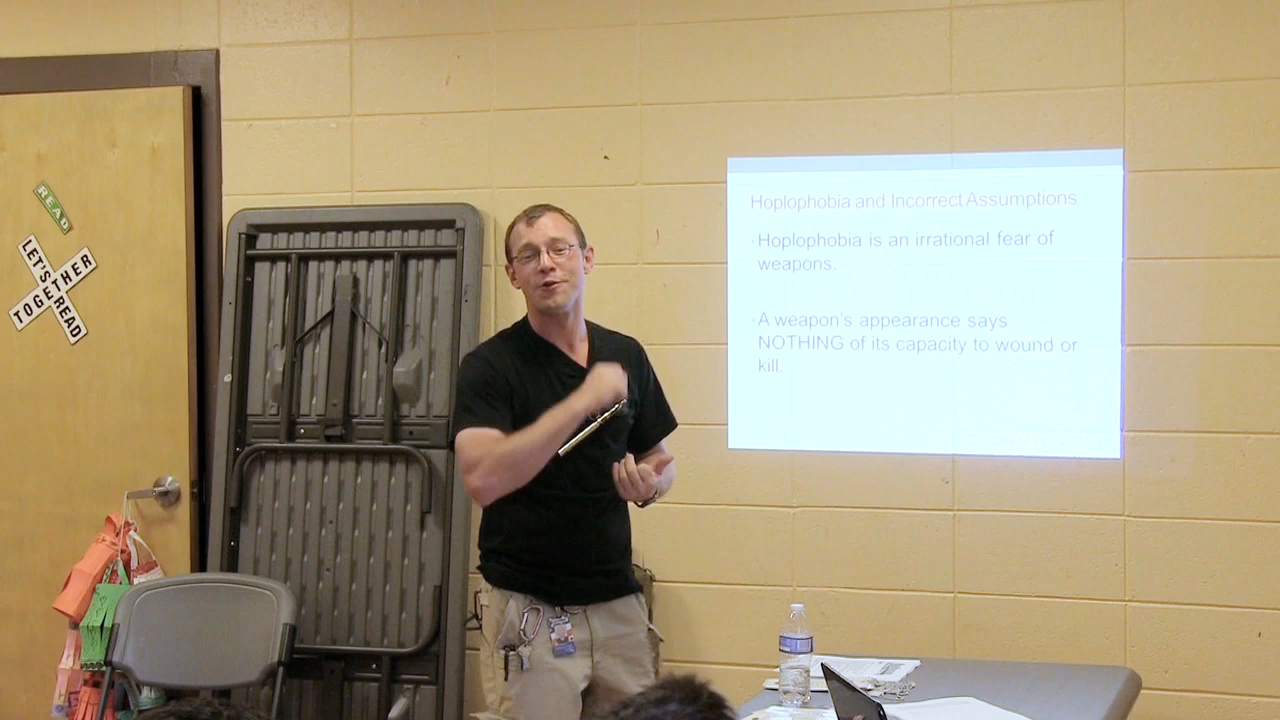 READ
LET'S READ
TOGETHER
Hoplophobia and Incorrect Assumptions
· Hoplophobia is an irrational fear of
weapons.
· A weapon's appearance says
NOTHING of its capacity to wound or
kill.